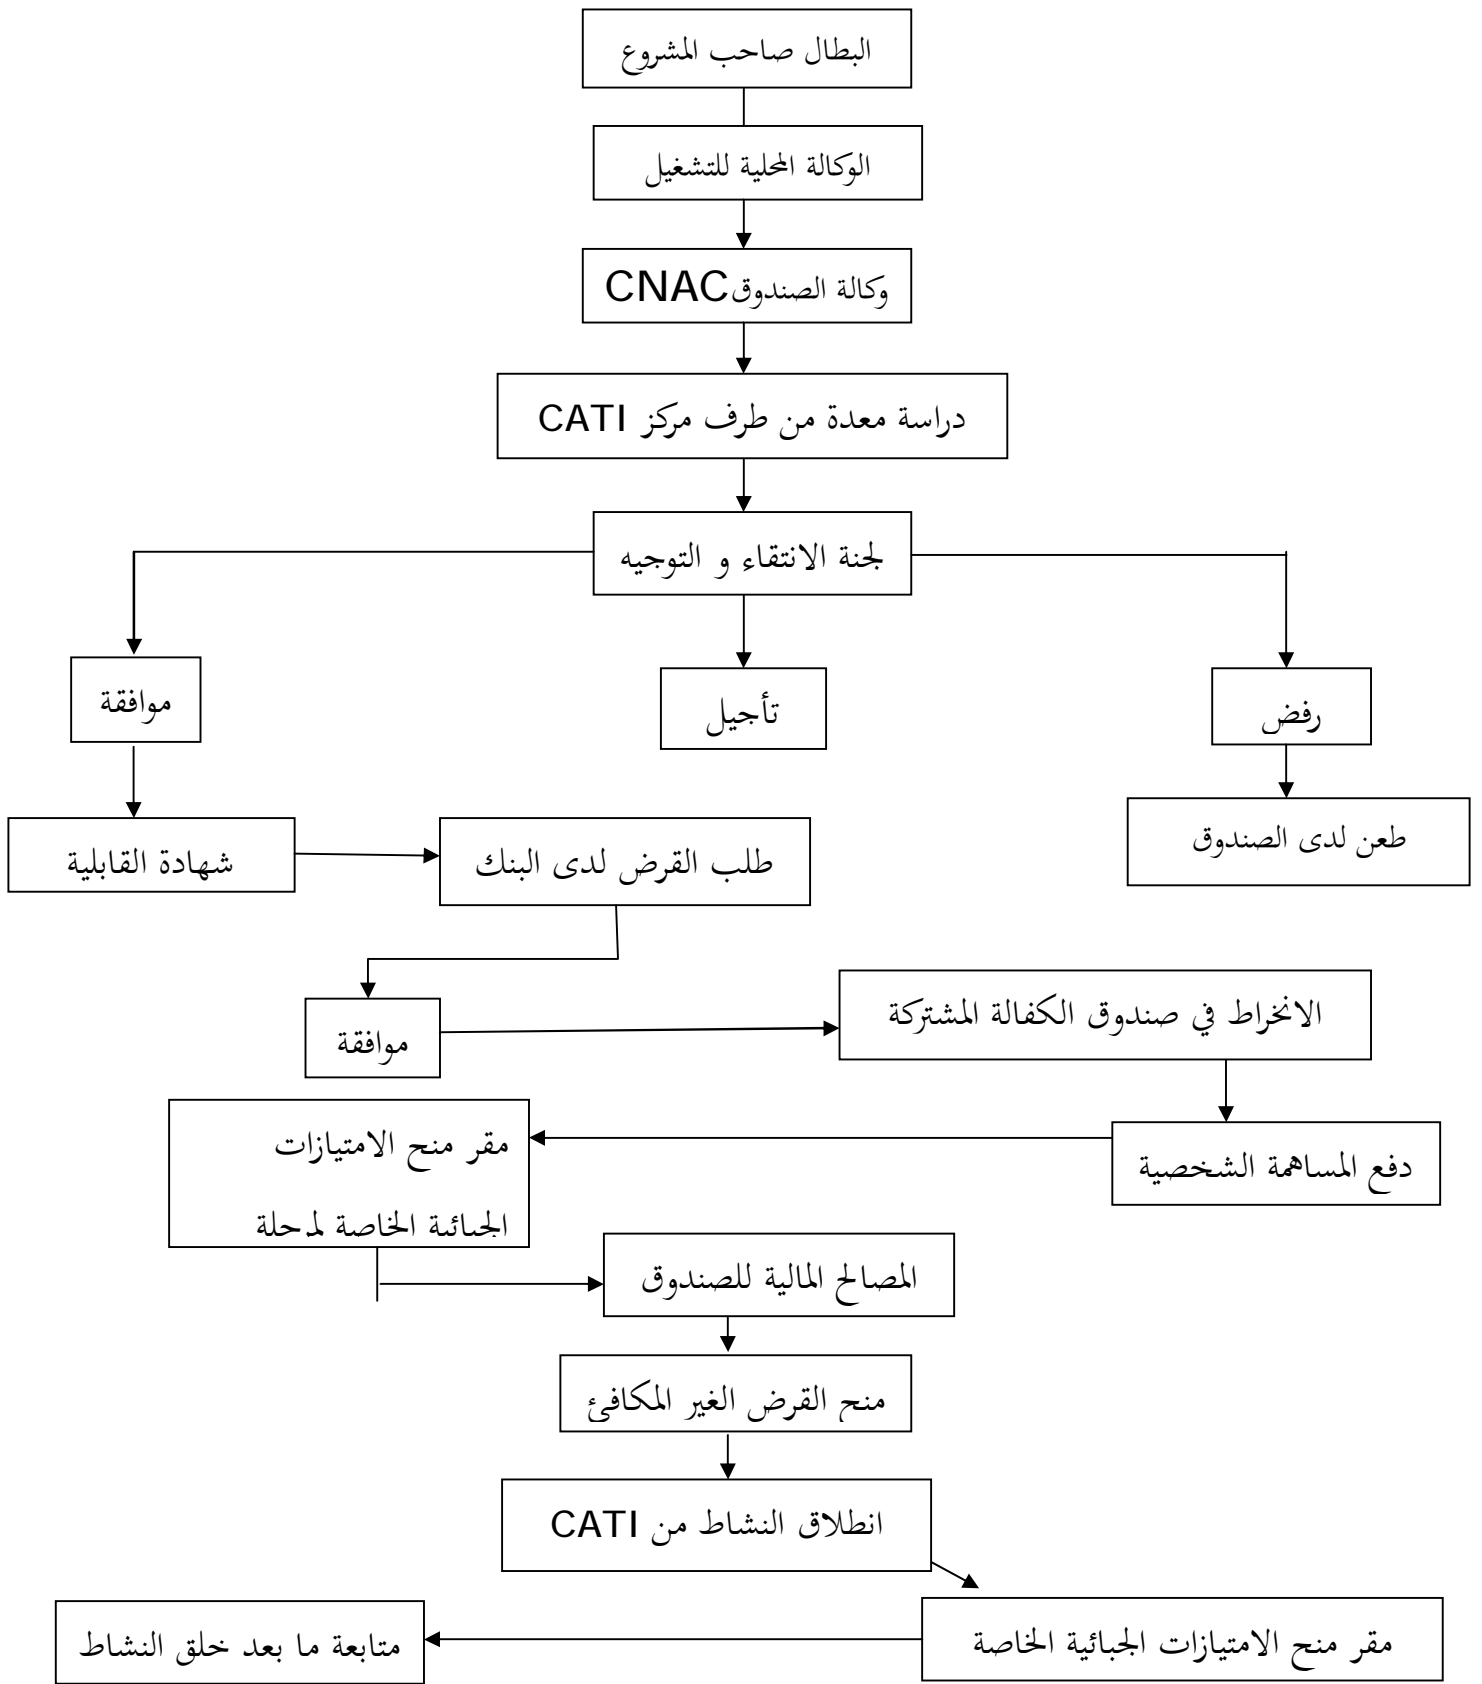 البطال صاحب المشروع
الوكالة المحلية للتشغيل
وكالة الصندوق CNAC
دراسة معدة من طرف مركز CATI
لجنة الانتقاء و التوجيه
موافقة
تأجيل
رفض
شهادة القابلية
طلب القرض لدى البنك
طعن لدى الصندوق
موافقة
الانخراط في صندوق الكفالة المشتركة
دفع المساهمة الشخصية
مقر منح الامتيازات
الجبائية الخاصة لمرحلة
المصالح المالية للصندوق
منح القرض الغير المكافئ
انطلاق النشاط من CATI
مقر منح الامتيازات الجبائية الخاصة
متابعة ما بعد خلق النشاط